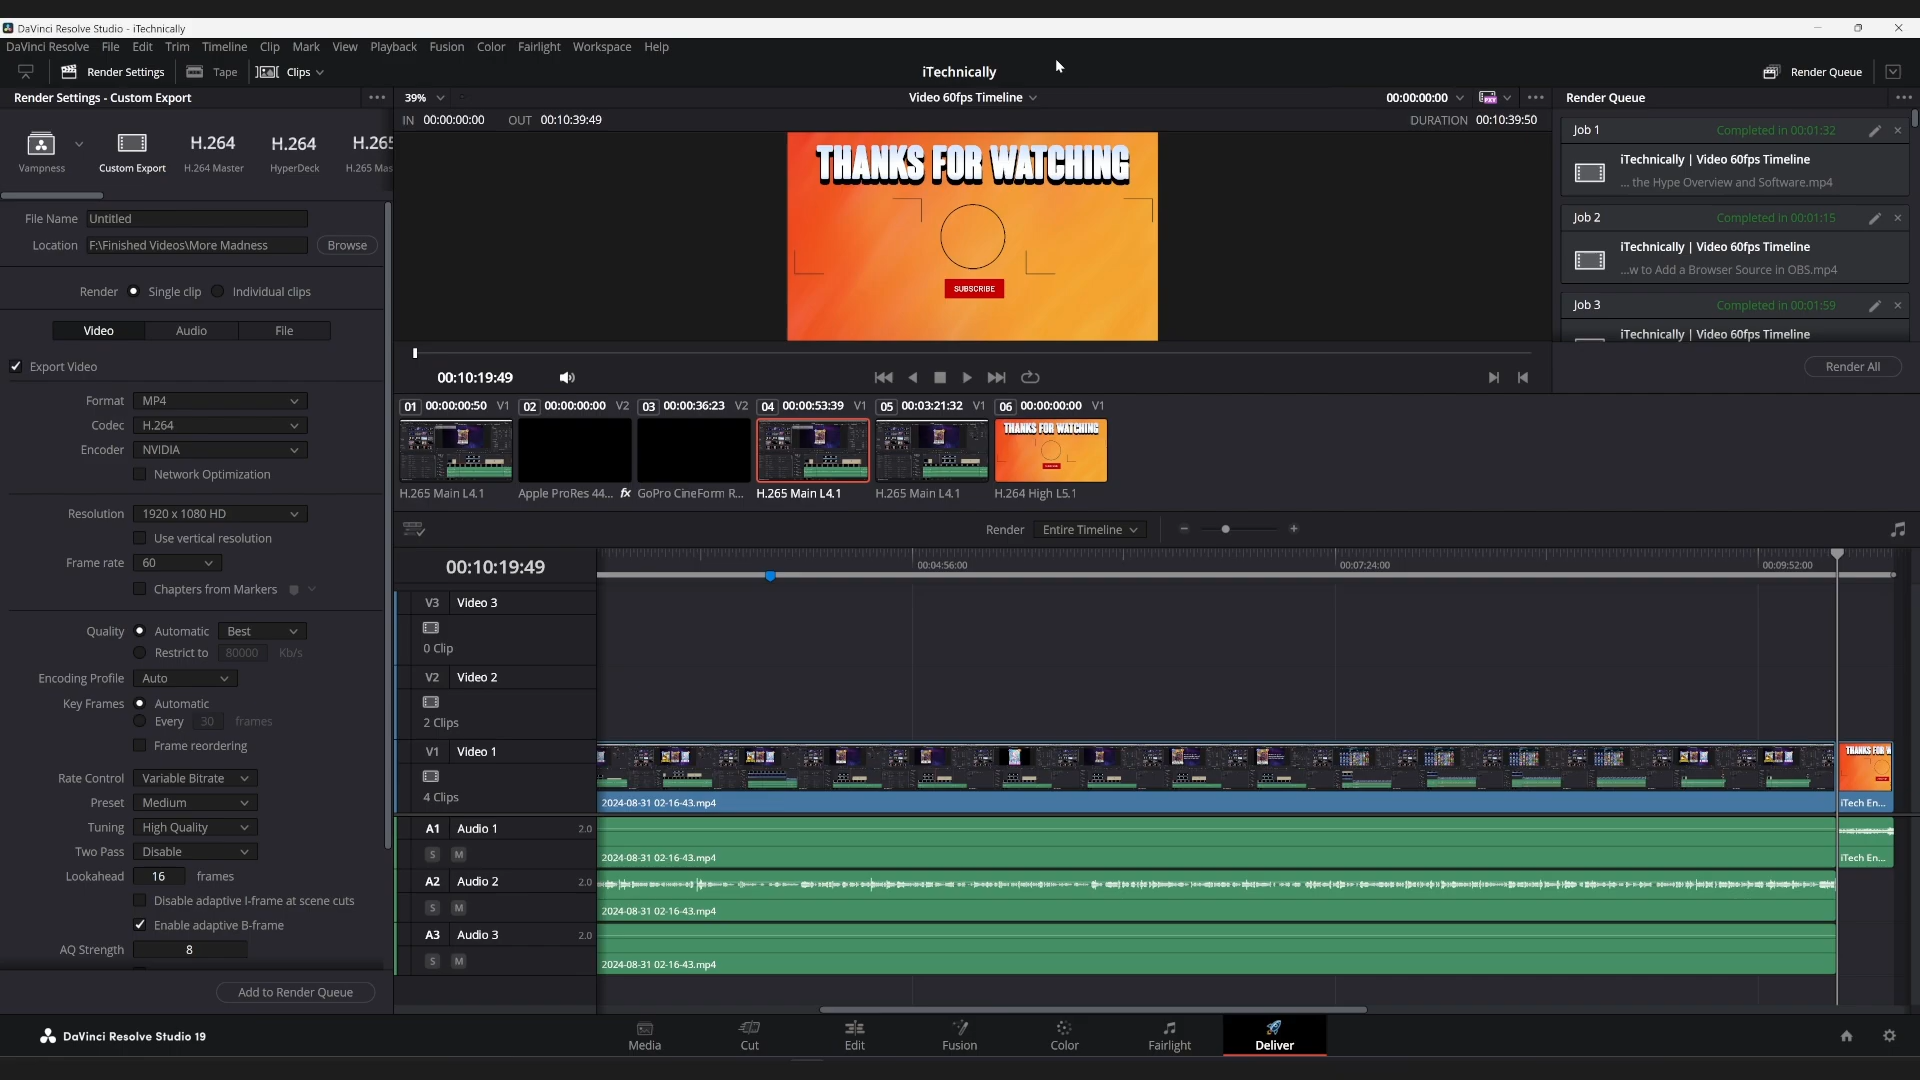 DaVinci Resolve Studio - iTechnically
DaVinci Resolve File Edit Trim Timeline Clip Mark View Playback Fusion Color Fairlight Workspace Help
Render Settings Tape Clips iTechnically Render Queue
Render Settings - Custom Export 39% Video 60fps Timeline 00:00:00:00 Render Queue
IN 00:00:00:00 OUT 00:10:39:49 DURATION 00:10:39:50
Vampness
Custom Export
H.264
H.264 Master
H.264
HyperDeck
H.265
H.265 Mas
THANKS FOR WATCHING
SUBSCRIBE
Job 1 Completed in 00:01:32
iTechnically | Video 60fps Timeline
... the Hype Overview and Software.mp4
Job 2 Completed in 00:01:15
iTechnically | Video 60fps Timeline
...w to Add a Browser Source in OBS.mp4
Job 3 Completed in 00:01:59
iTechnically | Video 60fps Timeline
Render All
File Name Untitled
Location F:\Finished Videos\More Madness Browse
Render Single clip Individual clips
Video Audio File
Export Video
Format MP4
Codec H.264
Encoder NVIDIA
Network Optimization
Resolution 1920 x 1080 HD
Use vertical resolution
Frame rate 60
Chapters from Markers
Quality Automatic Best
Restrict to 80000 Kb/s
Encoding Profile Auto
Key Frames Automatic
Every 30 frames
Frame reordering
Rate Control Variable Bitrate
Preset Medium
Tuning High Quality
Two Pass Disable
Lookahead 16 frames
Disable adaptive I-frame at scene cuts
Enable adaptive B-frame
AQ Strength 8
Add to Render Queue
00:10:19:49
01 00:00:00:50 V1 02 00:00:00:00 V2 03 00:00:36:23 V2 04 00:00:53:39 V1 05 00:03:21:32 V1 06 00:00:00:00 V1
THANKS FOR WATCHING
H.265 Main L4.1 Apple ProRes 44... fx GoPro CineForm R... H.265 Main L4.1 H.265 Main L4.1 H.264 High L5.1
Render Entire Timeline
00:10:19:49 00:04:56:00 00:07:24:00 00:09:52:00
V3 Video 3
0 Clip
V2 Video 2
2 Clips
V1 Video 1
4 Clips
THANKS FOR W
2024-08-31 02-16-43.mp4 iTech En...
A1 Audio 1 2.0
S M
2024-08-31 02-16-43.mp4 iTech En...
A2 Audio 2 2.0
S M
2024-08-31 02-16-43.mp4
A3 Audio 3 2.0
S M
2024-08-31 02-16-43.mp4
DaVinci Resolve Studio 19
Media Cut Edit Fusion Color Fairlight Deliver